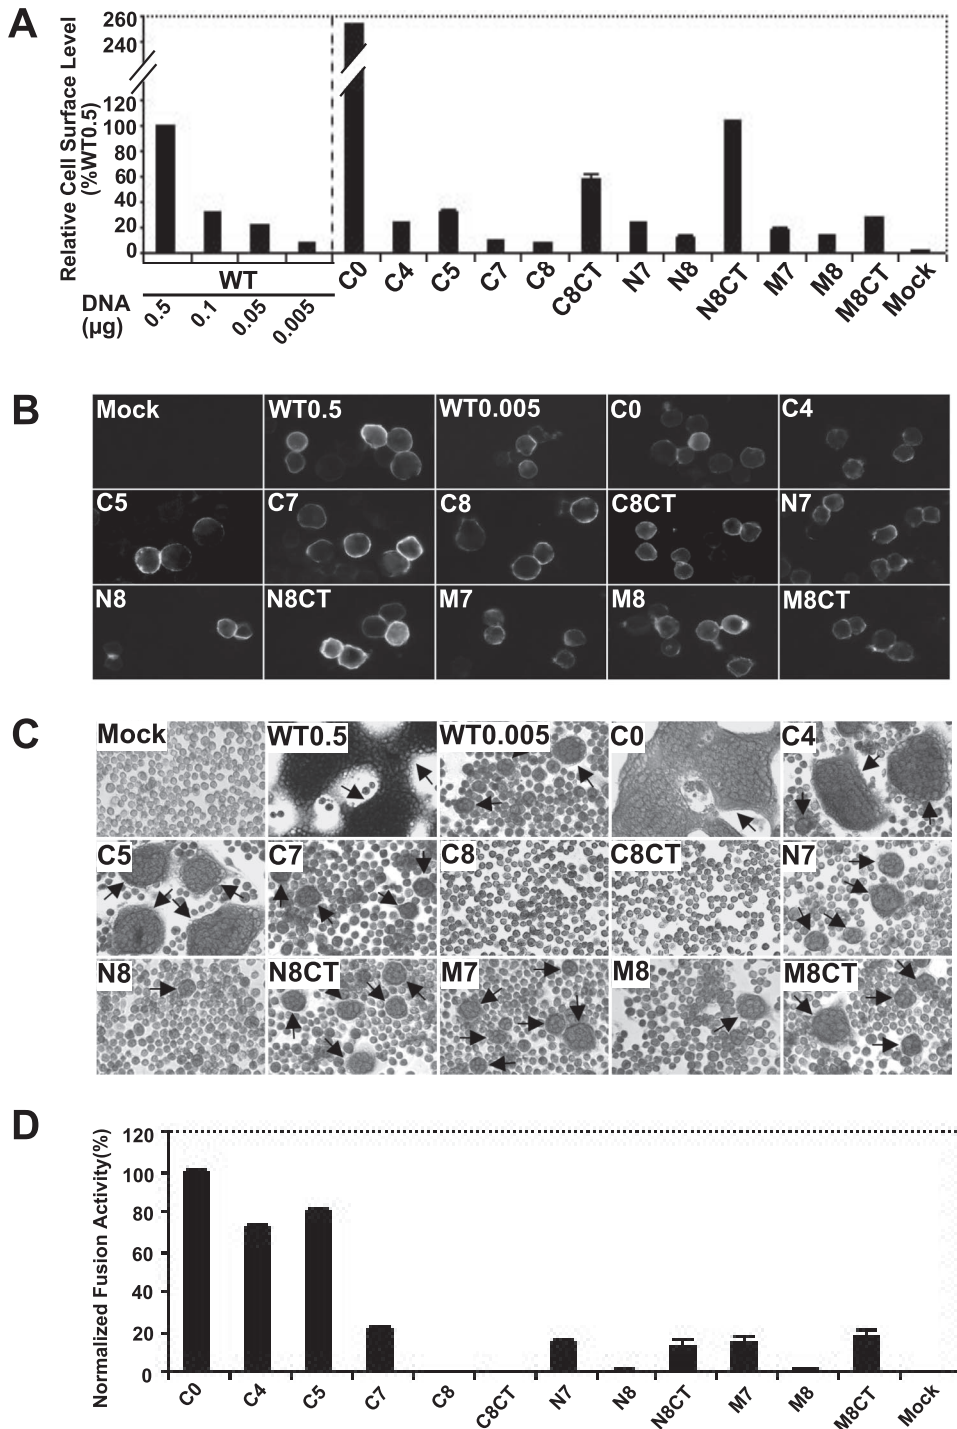 A
Relative Cell Surface Level
(%WT0.5)
260
240
120
100
80
60
40
20
0
WT
DNA
(µg)
0.5
0.1
0.05
0.005
C0
C4
C5
C7
C8
C8CT
N7
N8
N8CT
M7
M8
M8CT
Mock
B
Mock
WT0.5
WT0.005
C0
C4
C5
C7
C8
C8CT
N7
N8
N8CT
M7
M8
M8CT
C
Mock
WT0.5
WT0.005
C0
C4
C5
C7
C8
C8CT
N7
N8
N8CT
M7
M8
M8CT
D
Normalized Fusion Activity(%)
120
100
80
60
40
20
0
C0
C4
C5
C7
C8
C8CT
N7
N8
N8CT
M7
M8
M8CT
Mock